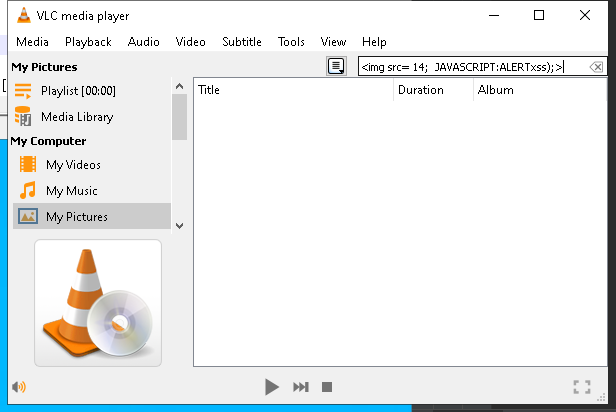 VLC media player
Media Playback Audio Video Subtitle Tools View Help
My Pictures
<img src= 14;  JAVASCRIPT:ALERTxss);>
Playlist [00:00]
Media Library
My Computer
My Videos
My Music
My Pictures
Title Duration Album